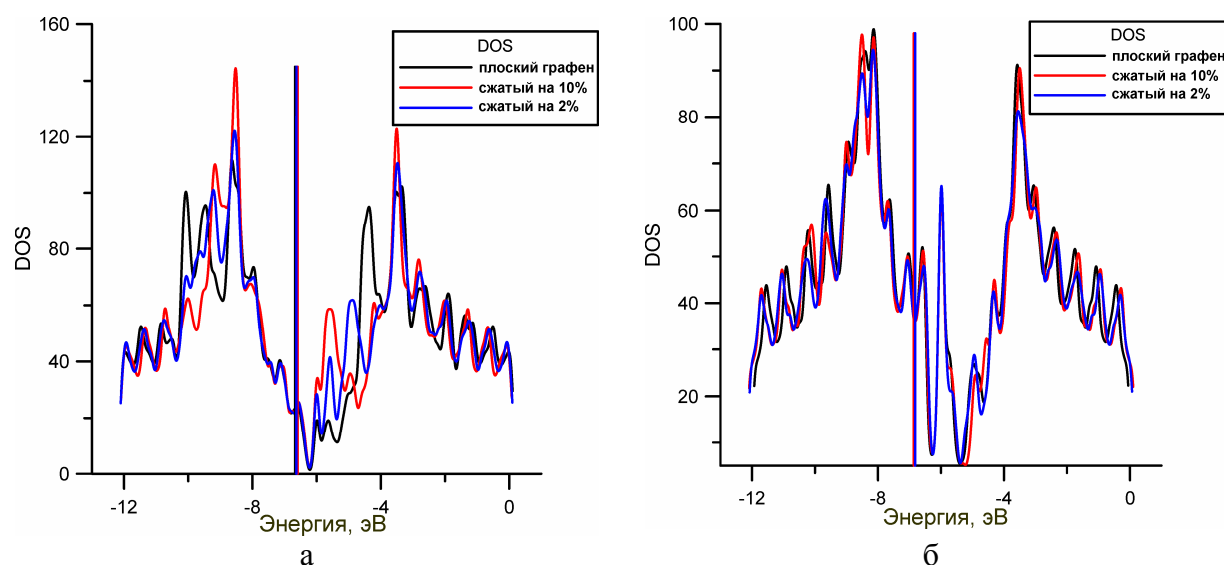 160
120
80
40
0
DOS
DOS
плоский графен
сжатый на 10%
сжатый на 2%
-12
-8
-4
0
Энергия, эВ
а
100
80
60
40
20
DOS
DOS
плоский графен
сжатый на 10%
сжатый на 2%
-12
-8
-4
0
Энергия, эВ
б